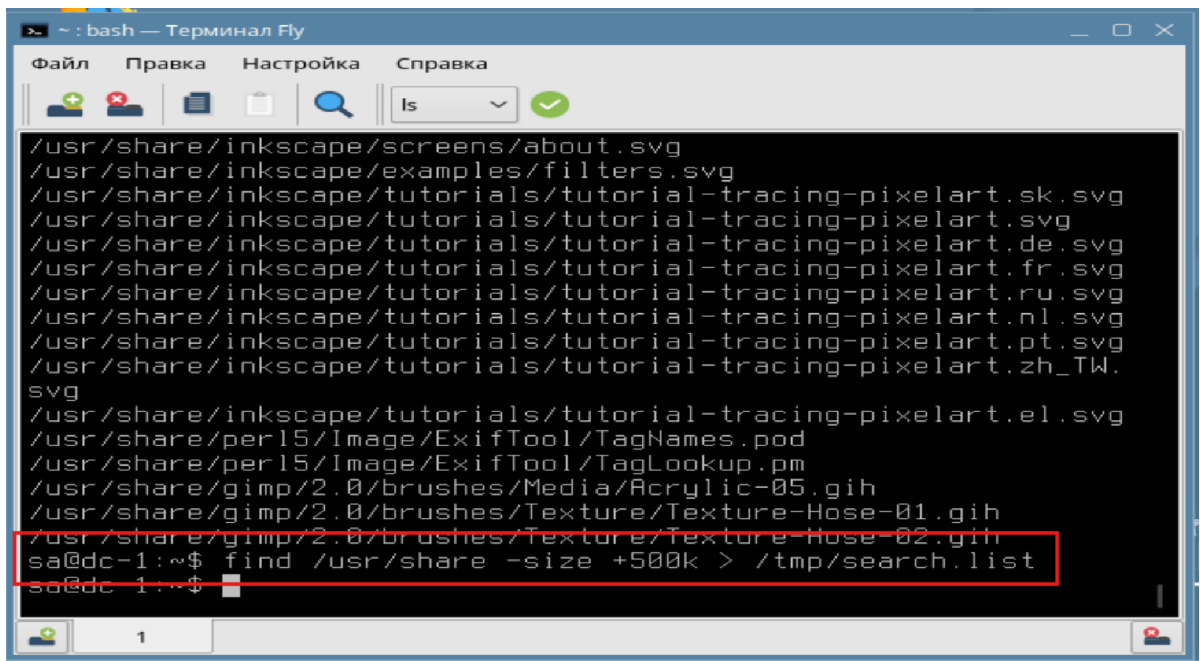 ~ : bash — Терминал Fly
Файл Правка Настройка Справка
ls
/usr/share/inkscape/screens/about.svg
/usr/share/inkscape/examples/filters.svg
/usr/share/inkscape/tutorials/tutorial-tracing-pixelart.sk.svg
/usr/share/inkscape/tutorials/tutorial-tracing-pixelart.svg
/usr/share/inkscape/tutorials/tutorial-tracing-pixelart.de.svg
/usr/share/inkscape/tutorials/tutorial-tracing-pixelart.fr.svg
/usr/share/inkscape/tutorials/tutorial-tracing-pixelart.ru.svg
/usr/share/inkscape/tutorials/tutorial-tracing-pixelart.nl.svg
/usr/share/inkscape/tutorials/tutorial-tracing-pixelart.pt.svg
/usr/share/inkscape/tutorials/tutorial-tracing-pixelart.zh_TW.
svg
/usr/share/inkscape/tutorials/tutorial-tracing-pixelart.el.svg
/usr/share/perl5/Image/ExifTool/TagNames.pod
/usr/share/perl5/Image/ExifTool/TagLookup.pm
/usr/share/gimp/2.0/brushes/Media/Acrylic-05.gih
/usr/share/gimp/2.0/brushes/Texture/Texture-Hose-01.gih
/usr/share/gimp/2.0/brushes/Texture/Texture-Hose-02.gih
sa@dc-1:~$ find /usr/share -size +500k > /tmp/search.list
sa@dc-1:~$
1